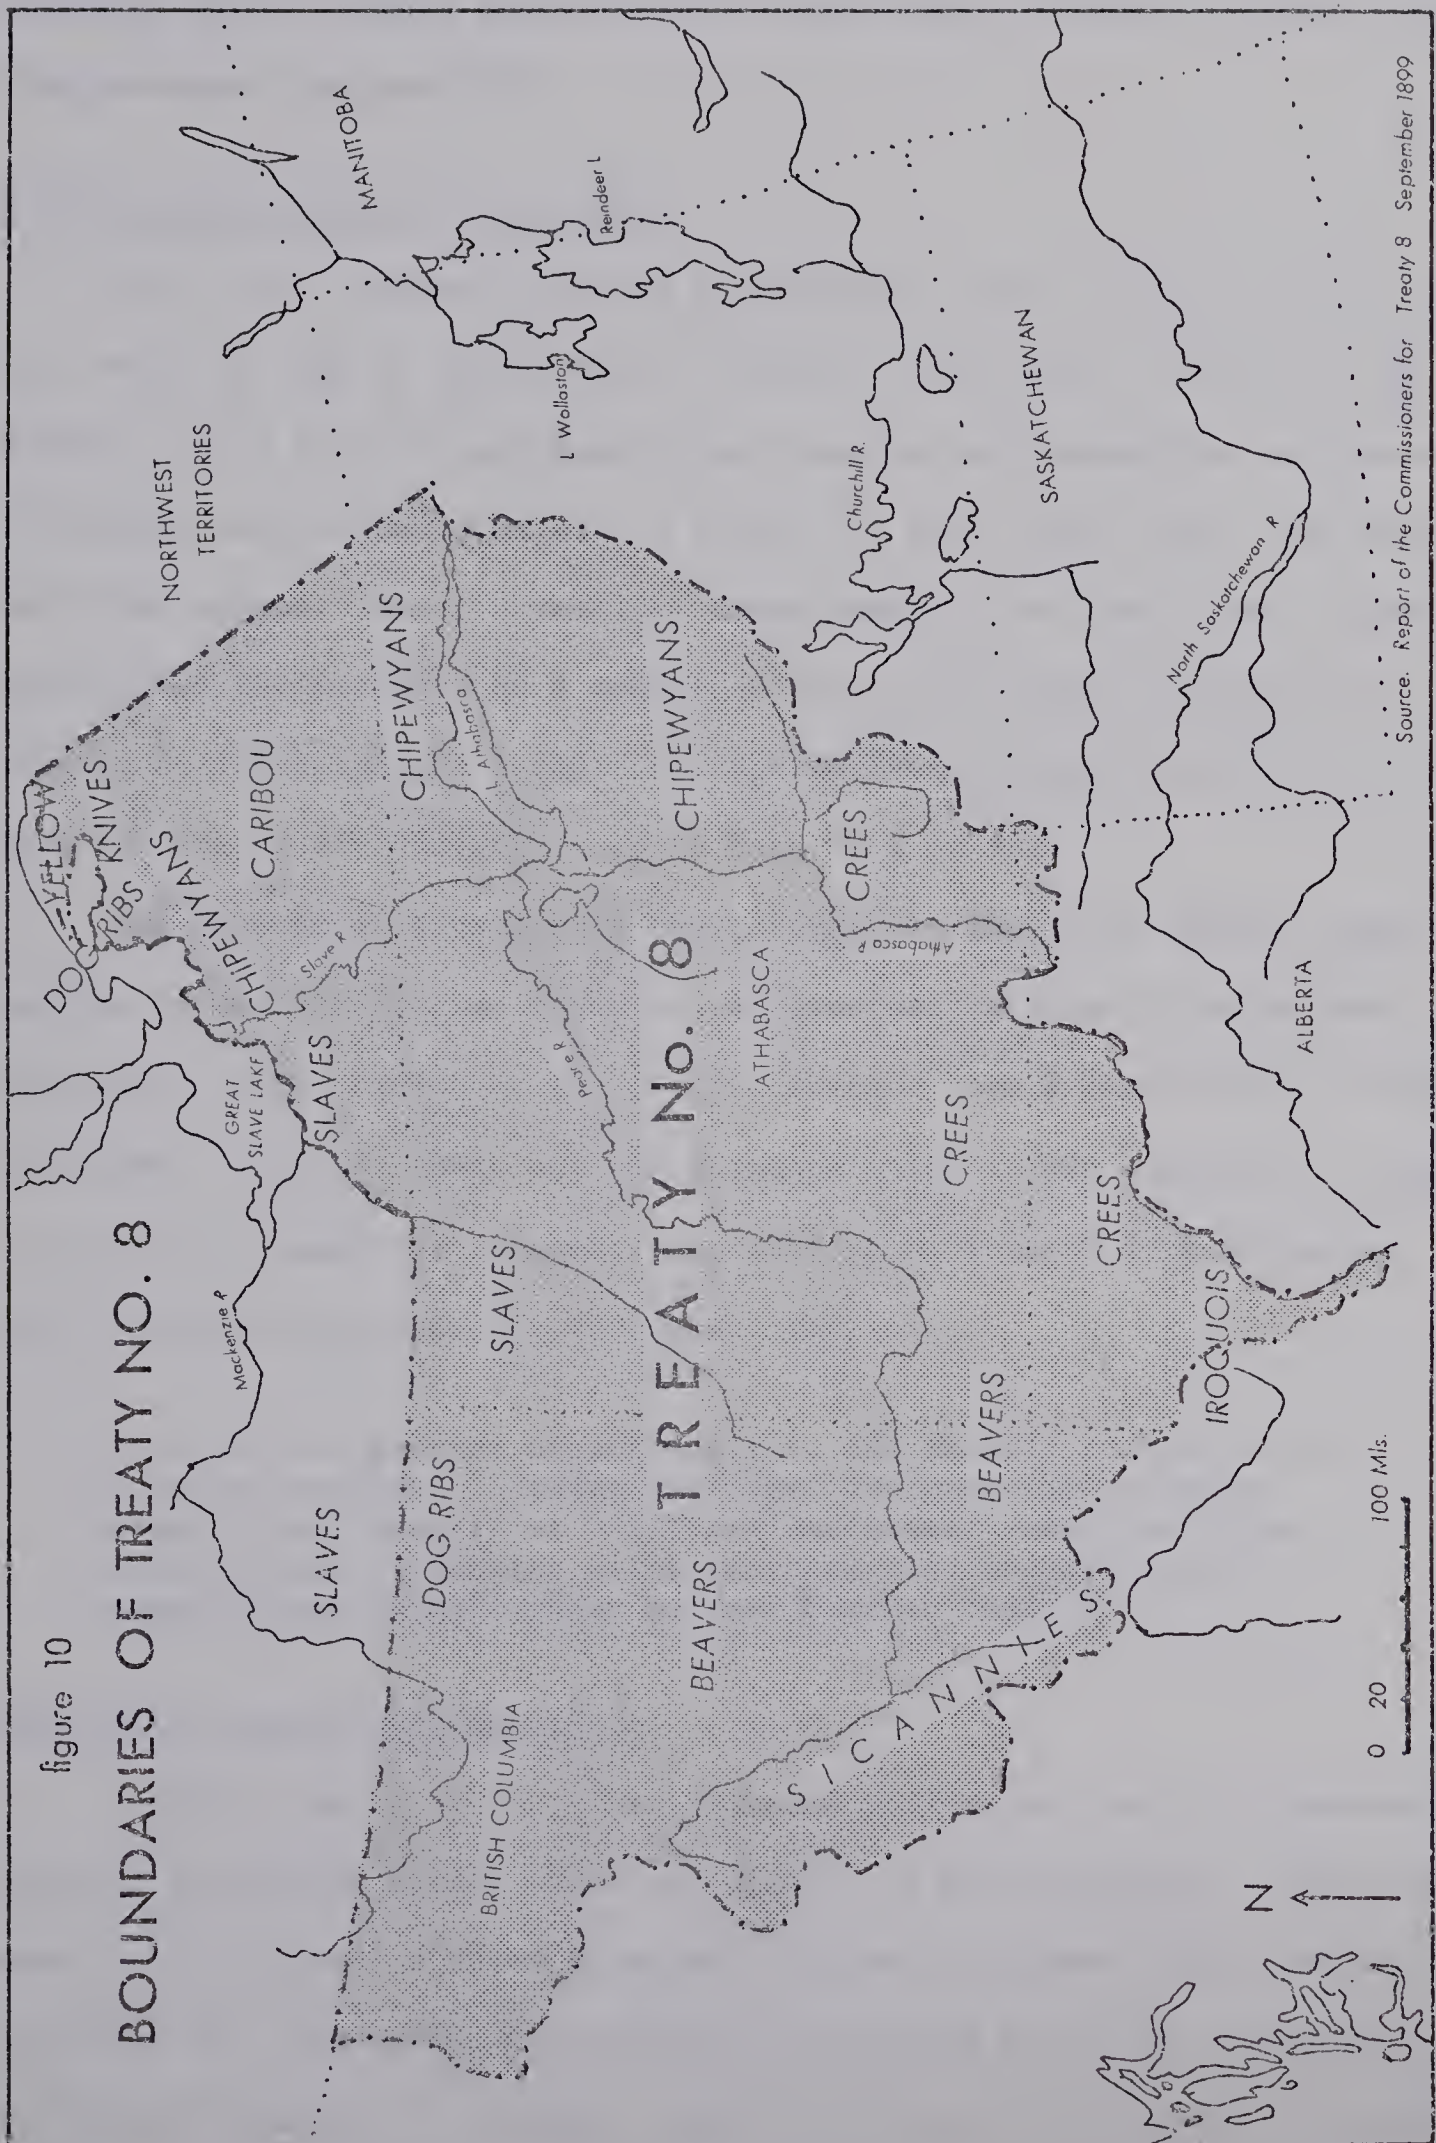 figure 10
BOUNDARIES OF TREATY NO. 8
NORTHWEST
TERRITORIES
MANITOBA
YELLOW
KNIVES
DOG RIBS
CHIPEWYANS
CARIBOU
CHIPEWYANS
GREAT
SLAVE LAKE
Slave R
SLAVES
Mackenzie R
SLAVES
DOG RIBS
SLAVES
L Athabasca
L Wollaston
Reindeer L
CHIPEWYANS
Peace R
BRITISH COLUMBIA
BEAVERS
TREATY No. 8
ATHABASCA
CREES
Athabasca R
Churchill R.
SASKATCHEWAN
SICANNIES
BEAVERS
CREES
CREES
IROQUOIS
ALBERTA
North Saskatchewan R
N
0 20 100 Mls.
Source. Report of the Commissioners for Treaty 8 September 1899